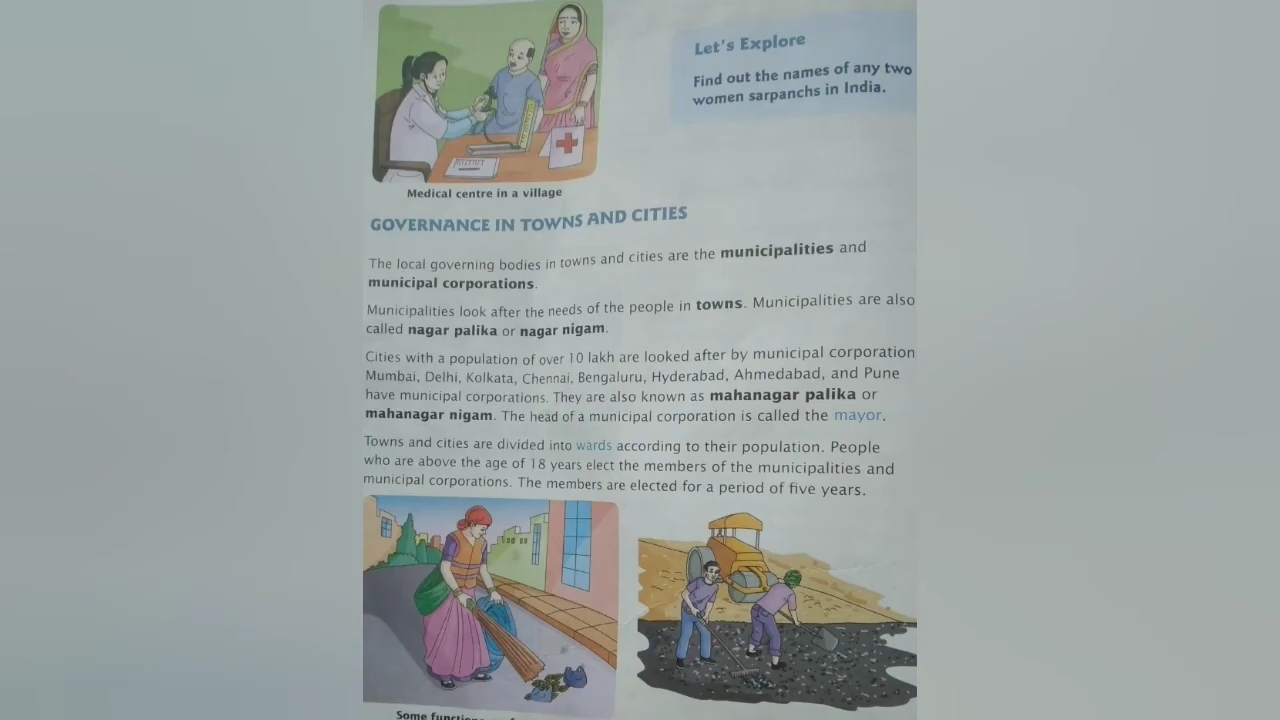 Let's Explore
Find out the names of any two
women sarpanchs in India.
Medical centre in a village
GOVERNANCE IN TOWNS AND CITIES
The local governing bodies in towns and cities are the municipalities and
municipal corporations.
Municipalities look after the needs of the people in towns. Municipalities are also
called nagar palika or nagar nigam.
Cities with a population of over 10 lakh are looked after by municipal corporation
Mumbai, Delhi, Kolkata, Chennai, Bengaluru, Hyderabad, Ahmedabad, and Pune
have municipal corporations. They are also known as mahanagar palika or
mahanagar nigam. The head of a municipal corporation is called the mayor.
Towns and cities are divided into wards according to their population. People
who are above the age of 18 years elect the members of the municipalities and
municipal corporations. The members are elected for a period of five years.
Some